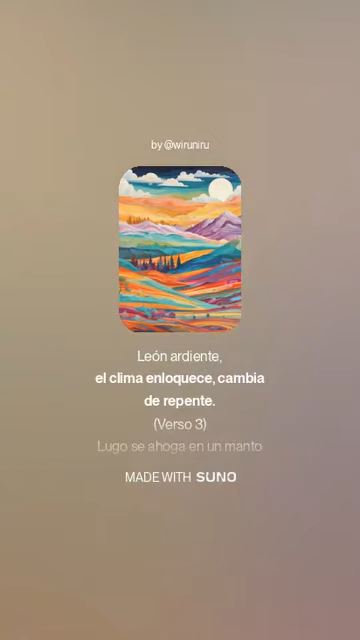 by @wiruniru
León ardiente,
el clima enloquece, cambia
de repente.
(Verso 3)
Lugo se ahoga en un manto
MADE WITH SUNO